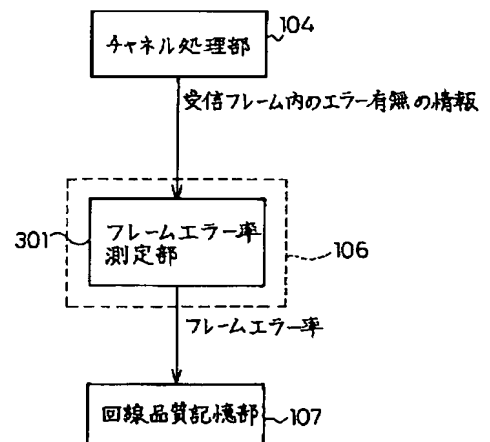 チャネル処理部
104
受信フレーム内のエラー有無の情報
フレームエラー率
測定部
301
106
フレームエラー率
回線品質記憶部
107